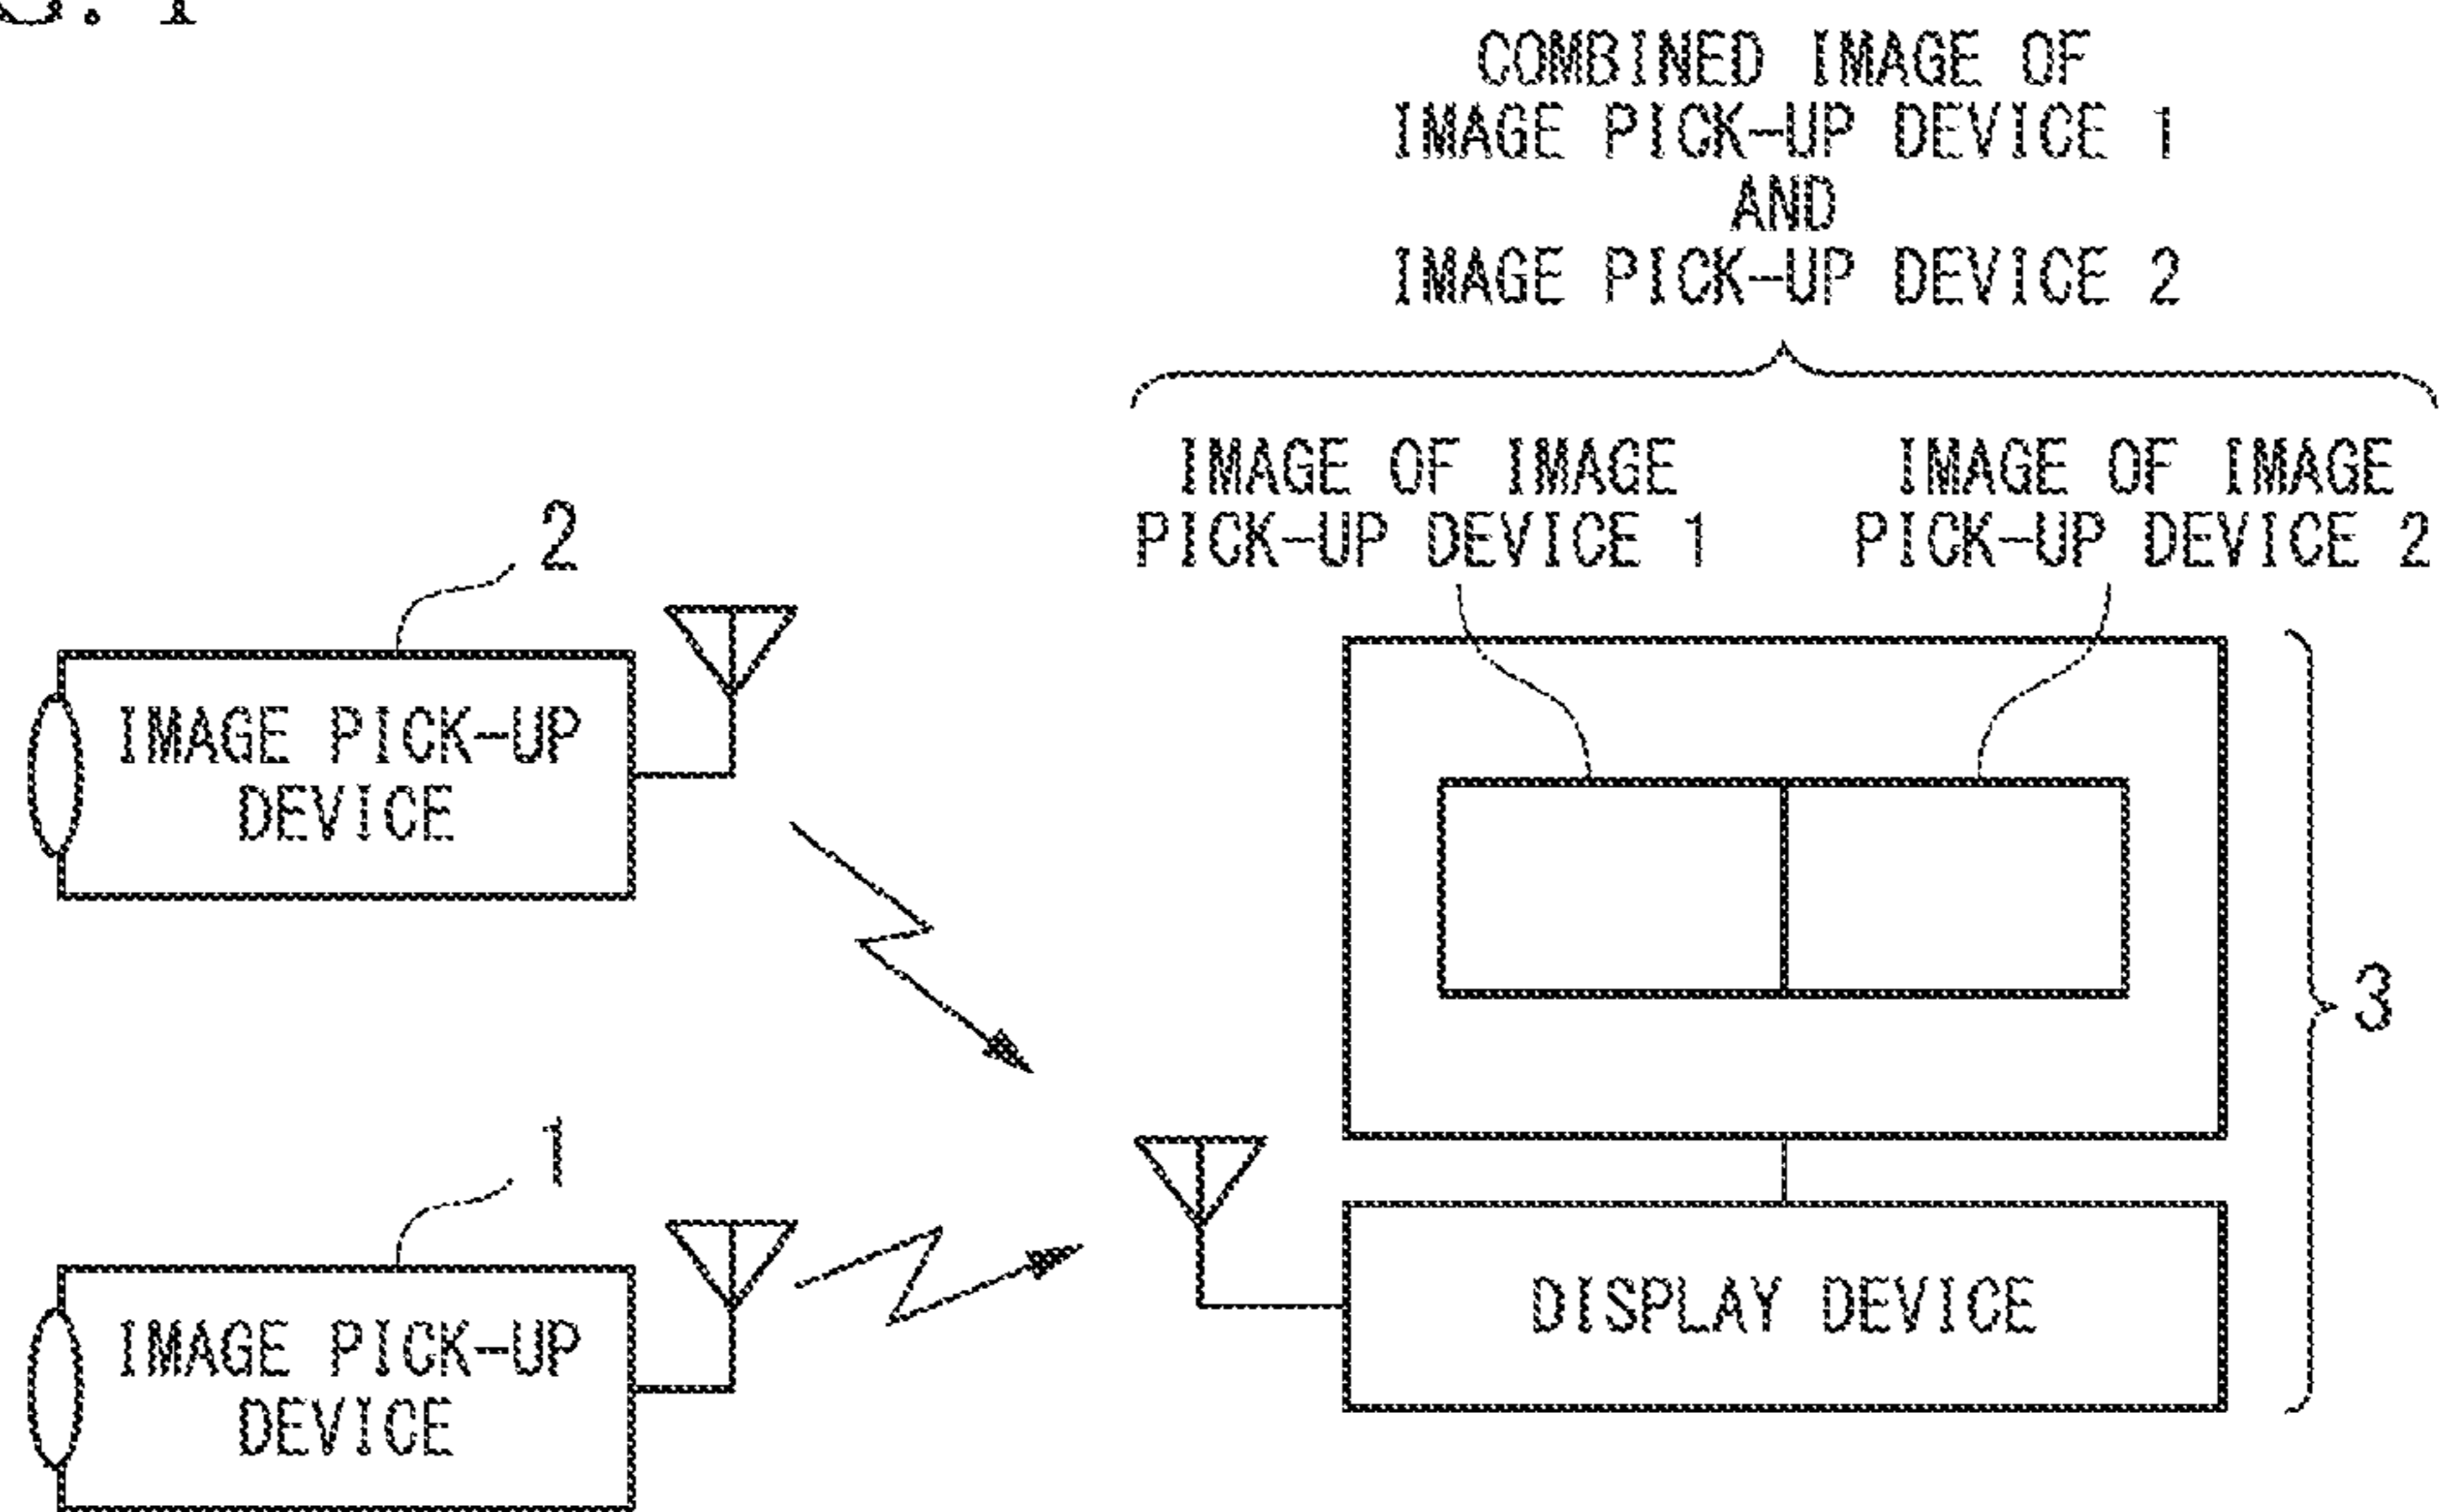 COMBINED IMAGE OF
IMAGE PICK-UP DEVICE 1
AND
IMAGE PICK-UP DEVICE 2
IMAGE OF IMAGE
PICK-UP DEVICE 1
IMAGE OF IMAGE
PICK-UP DEVICE 2
2
IMAGE PICK-UP
DEVICE
3
1
IMAGE PICK-UP
DEVICE
DISPLAY DEVICE